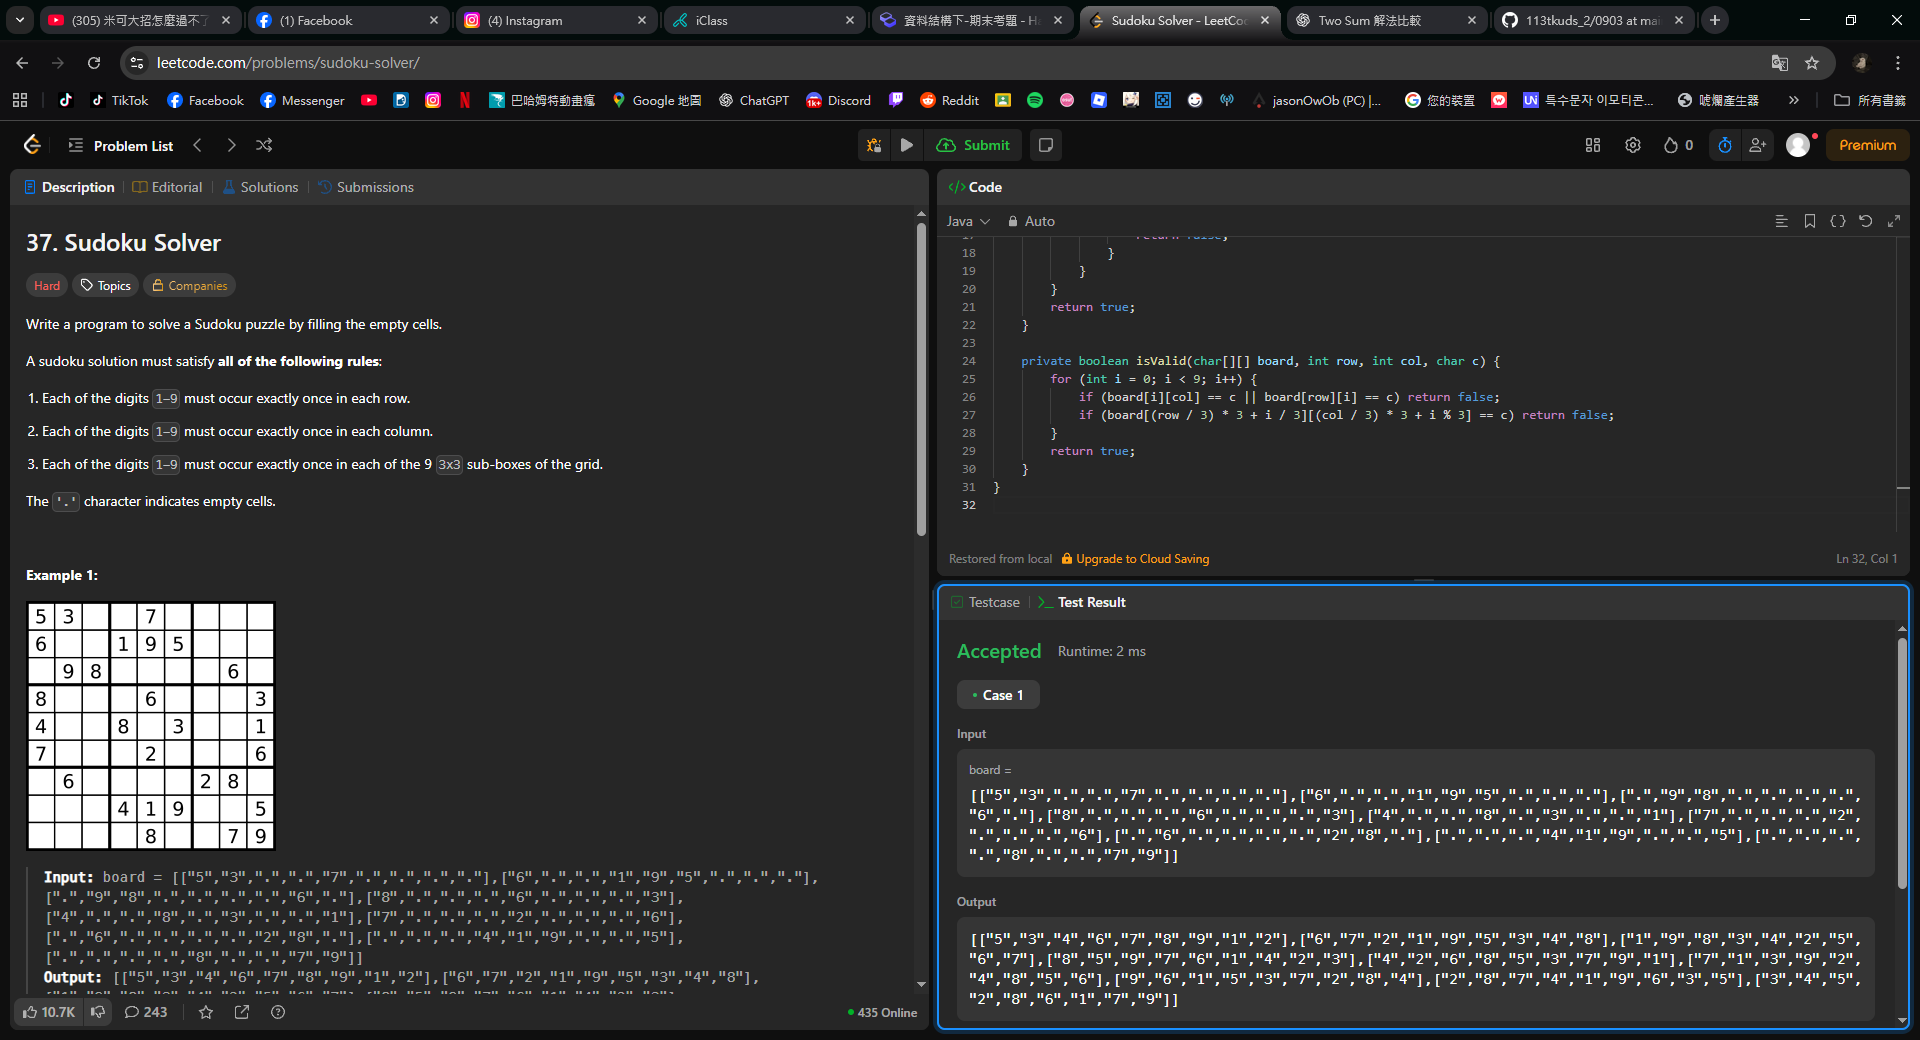 (305) 米可大招怎麼過不了
(1) Facebook
(4) Instagram
iClass
資料結構下-期末考題 - H
Sudoku Solver - LeetCo
Two Sum 解法比較
113tkuds_2/0903 at mai
leetcode.com/problems/sudoku-solver/
TikTok
Facebook
Messenger
巴哈姆特動畫瘋
Google 地圖
ChatGPT
Discord
Reddit
jasonOwOb (PC) |...
您的裝置
특수문자 이모티콘...
唬爛產生器
所有書籤
Problem List
Submit
0
Premium
Description
Editorial
Solutions
Submissions
37. Sudoku Solver
Hard
Topics
Companies
Write a program to solve a Sudoku puzzle by filling the empty cells.
A sudoku solution must satisfy all of the following rules:
1. Each of the digits 1-9 must occur exactly once in each row.
2. Each of the digits 1-9 must occur exactly once in each column.
3. Each of the digits 1-9 must occur exactly once in each of the 9 3x3 sub-boxes of the grid.
The '.' character indicates empty cells.
Example 1:
5 3 7
6 1 9 5
9 8 6
8 6 3
4 8 3 1
7 2 6
6 2 8
4 1 9 5
8 7 9
Input: board = [["5","3",".",".","7",".",".",".","."],["6",".",".","1","9","5",".",".","."],
[".","9","8",".",".",".",".","6","."],["8",".",".",".","6",".",".",".","3"],
["4",".",".","8",".","3",".",".","1"],["7",".",".",".","2",".",".",".","6"],
[".","6",".",".",".",".","2","8","."],[".",".",".","4","1","9",".",".","5"],
[".",".",".",".","8",".",".","7","9"]]
Output: [["5","3","4","6","7","8","9","1","2"],["6","7","2","1","9","5","3","4","8"],
10.7K
243
435 Online
Code
Java
Auto
17 return false;
18 }
19 }
20 }
21 return true;
22 }
23
24 private boolean isValid(char[][] board, int row, int col, char c) {
25 for (int i = 0; i < 9; i++) {
26 if (board[i][col] == c || board[row][i] == c) return false;
27 if (board[(row / 3) * 3 + i / 3][(col / 3) * 3 + i % 3] == c) return false;
28 }
29 return true;
30 }
31 }
32
Restored from local
Upgrade to Cloud Saving
Ln 32, Col 1
Testcase
Test Result
Accepted
Runtime: 2 ms
Case 1
Input
board =
[["5","3",".",".","7",".",".",".","."],["6",".",".","1","9","5",".",".","."],[".","9","8",".",".",".",".",
"6","."],["8",".",".",".","6",".",".",".","3"],["4",".",".","8",".","3",".",".","1"],["7",".",".",".","2",
".",".",".","6"],[".","6",".",".",".",".","2","8","."],[".",".",".","4","1","9",".",".","5"],[".",".",".",
".","8",".",".","7","9"]]
Output
[["5","3","4","6","7","8","9","1","2"],["6","7","2","1","9","5","3","4","8"],["1","9","8","3","4","2","5",
"6","7"],["8","5","9","7","6","1","4","2","3"],["4","2","6","8","5","3","7","9","1"],["7","1","3","9","2",
"4","8","5","6"],["9","6","1","5","3","7","2","8","4"],["2","8","7","4","1","9","6","3","5"],["3","4","5",
"2","8","6","1","7","9"]]